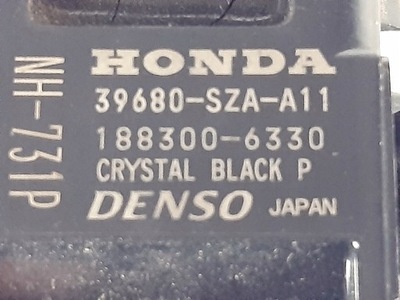 HONDA
39680-SZA-A11
188300-6330
CRYSTAL BLACK P
DENSO JAPAN
NH-731P